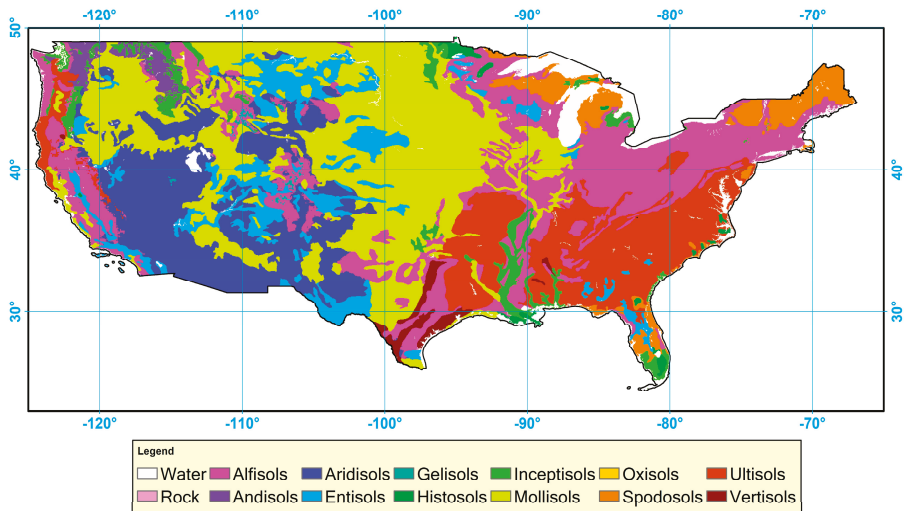 -120° -110° -100° -90° -80° -70°
50° 50°
40° 40°
30° 30°
-120° -110° -100° -90° -80° -70°
Legend
Water Alfisols Aridisols Gelisols Inceptisols Oxisols Ultisols
Rock Andisols Entisols Histosols Mollisols Spodosols Vertisols